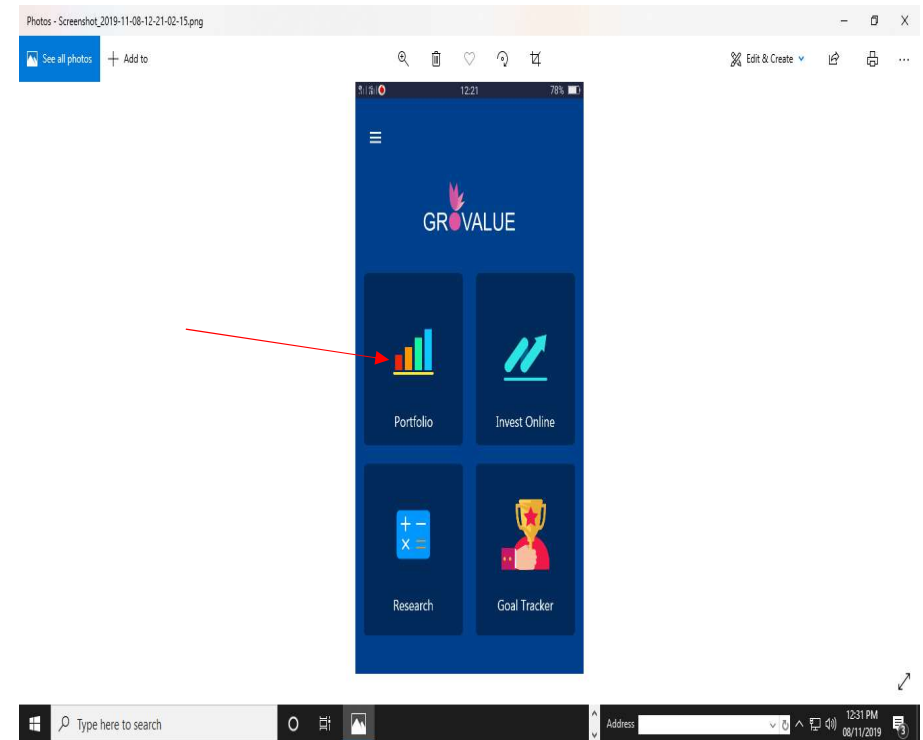 Photos - Screenshot_2019-11-08-12-21-02-15.png
See all photos + Add to Edit & Create
12:21 78%
GROVALUE
Portfolio Invest Online
Research Goal Tracker
Type here to search Address 12:31 PM
08/11/2019
3